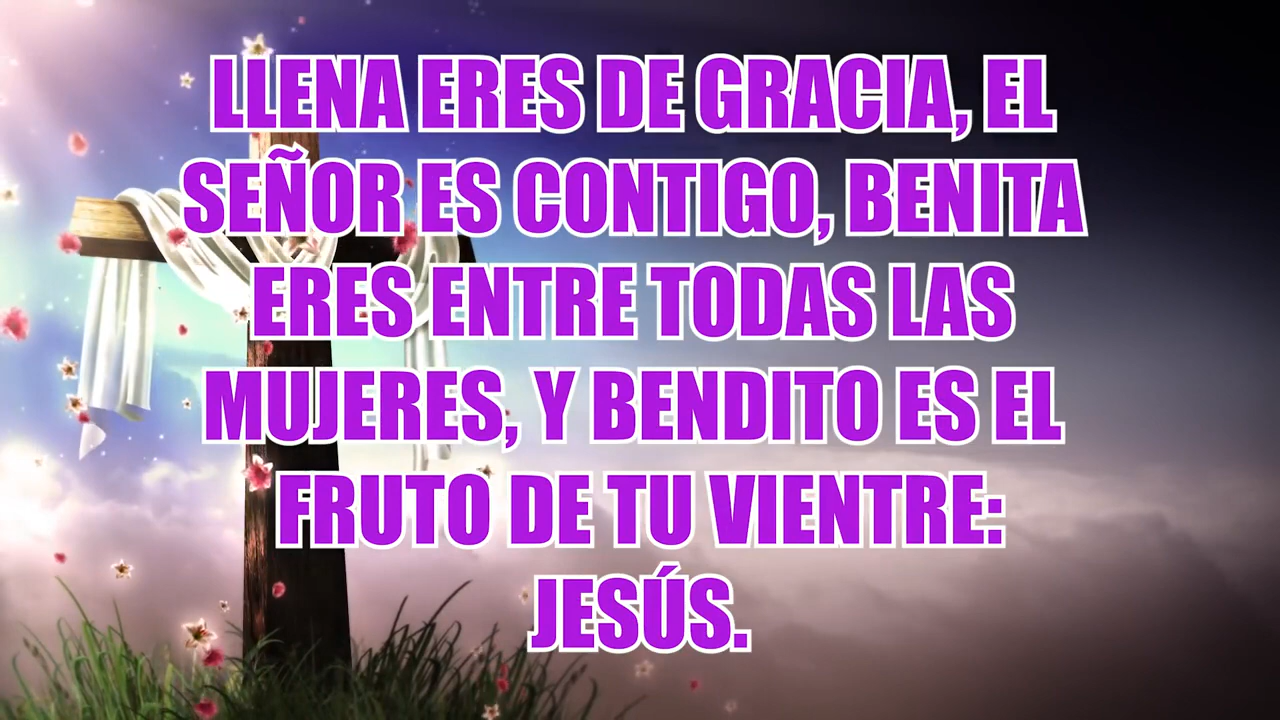 LLENA ERES DE GRACIA, EL
SEÑOR ES CONTIGO, BENITA
ERES ENTRE TODAS LAS
MUJERES, Y BENDITO ES EL
FRUTO DE TU VIENTRE:
JESÚS.